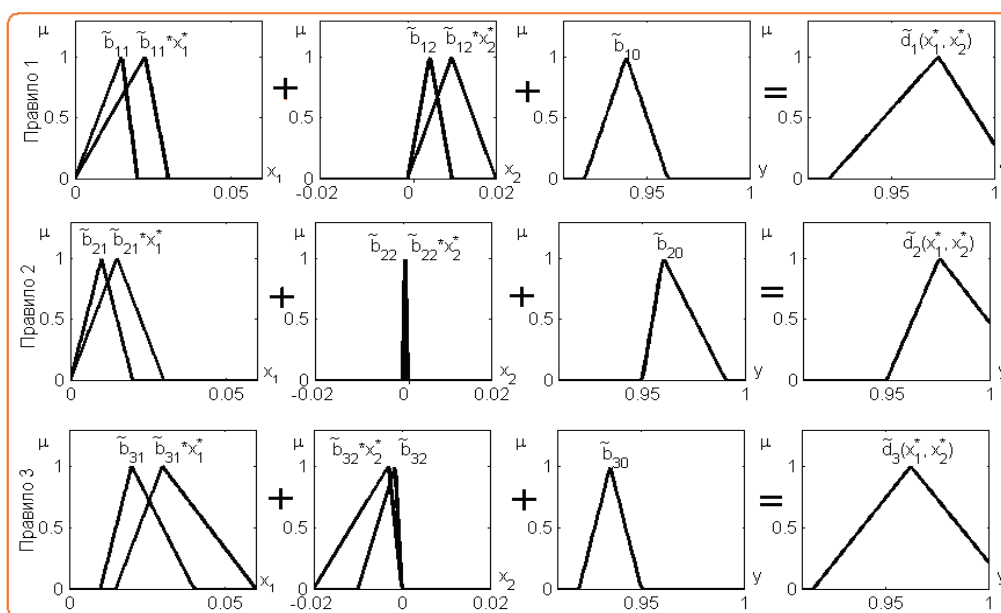 Правило 1
μ
1
0.5
0
b̃₁₁ b̃₁₁*x₁*
0 0.05 x₁
+
μ
1
0.5
0
b̃₁₂ b̃₁₂*x₂*
-0.02 0 0.02 x₂
+
μ
1
0.5
0
b̃₁₀
0.95 1 y
=
μ
1
0.5
0
d̃₁(x₁*, x₂*)
0.95 1
Правило 2
μ
1
0.5
0
b̃₂₁ b̃₂₁*x₁*
0 0.05 x₁
+
μ
1
0.5
0
b̃₂₂ b̃₂₂*x₂*
-0.02 0 0.02 x₂
+
μ
1
0.5
0
b̃₂₀
0.95 1 y
=
μ
1
0.5
0
d̃₂(x₁*, x₂*)
0.95 1 y
Правило 3
μ
1
0.5
0
b̃₃₁ b̃₃₁*x₁*
0 0.05 x₁
+
μ
1
0.5
0
b̃₃₂*x₂* b̃₃₂
-0.02 0 0.02 x₂
+
μ
1
0.5
0
b̃₃₀
0.95 1 y
=
μ
1
0.5
0
d̃₃(x₁*, x₂*)
0.95 1 y